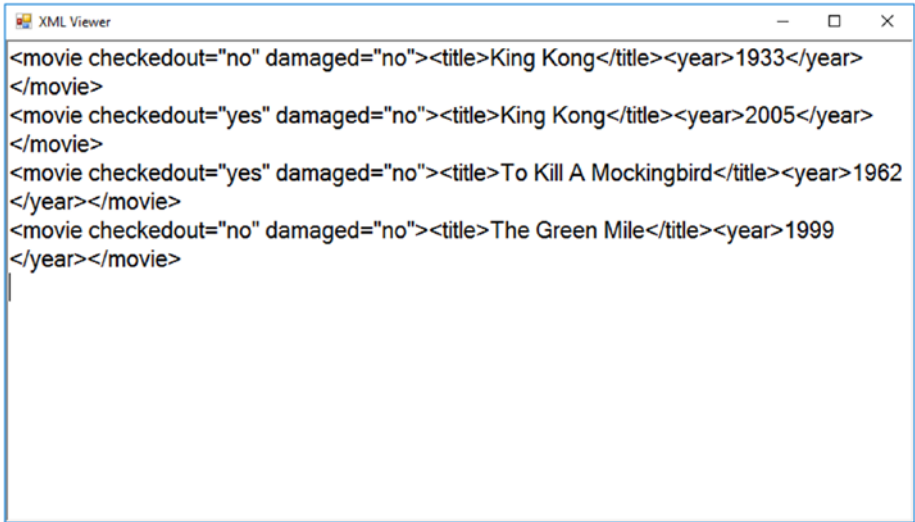 XML Viewer
<movie checkedout="no" damaged="no"><title>King Kong</title><year>1933</year>
</movie>
<movie checkedout="yes" damaged="no"><title>King Kong</title><year>2005</year>
</movie>
<movie checkedout="yes" damaged="no"><title>To Kill A Mockingbird</title><year>1962
</year></movie>
<movie checkedout="no" damaged="no"><title>The Green Mile</title><year>1999
</year></movie>